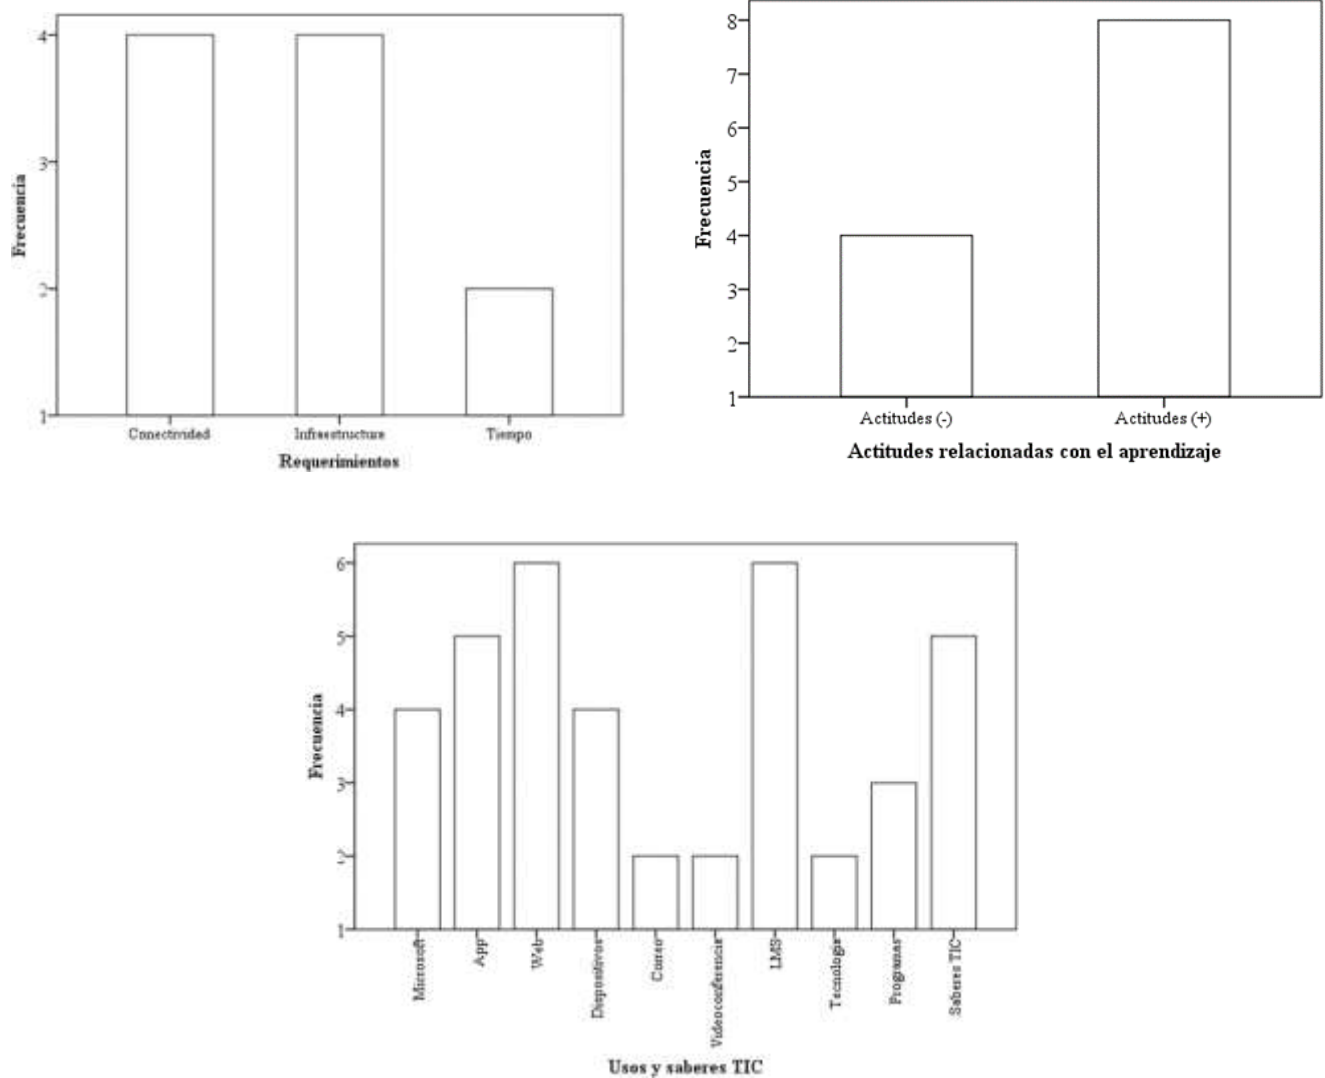 4
3
2
1
Frecuencia
Cnnectividad
Infraestructura
Tiempo
Requerimientos
8
7
6
5
4
3
2
1
Frecuencia
Actitudes (-)
Actitudes (+)
Actitudes relacionadas con el aprendizaje
6
5
4
3
2
1
Frecuencia
Microsoft
App
Web
Dispositivos
Correo
Videoconferencia
LMS
Tecnología
Programas
Saberes TIC
Usos y saberes TIC